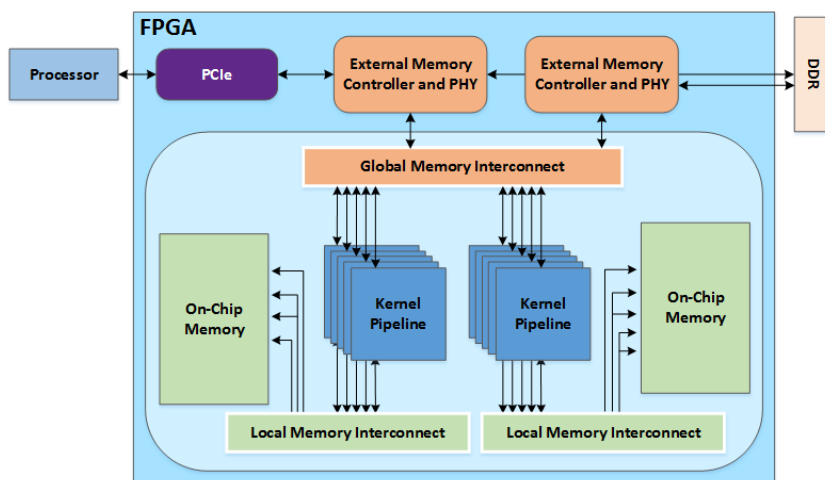 FPGA
Processor
PCIe
External Memory
Controller and PHY
External Memory
Controller and PHY
DDR
Global Memory Interconnect
On-Chip
Memory
Kernel
Pipeline
Kernel
Pipeline
On-Chip
Memory
Local Memory Interconnect
Local Memory Interconnect